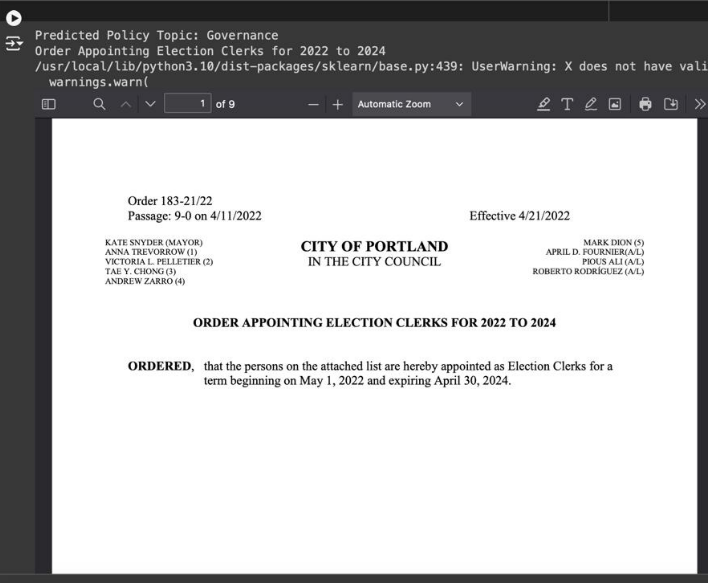 Predicted Policy Topic: Governance
Order Appointing Election Clerks for 2022 to 2024
/usr/local/lib/python3.10/dist-packages/sklearn/base.py:439: UserWarning: X does not have vali
warnings.warn(
1 of 9
Automatic Zoom
Order 183-21/22
Passage: 9-0 on 4/11/2022
Effective 4/21/2022
KATE SNYDER (MAYOR)
ANNA TREVORROW (1)
VICTORIA L. PELLETIER (2)
TAE Y. CHONG (3)
ANDREW ZARRO (4)
CITY OF PORTLAND
IN THE CITY COUNCIL
MARK DION (5)
APRIL D. FOURNIER(A/L)
PIOUS ALI (A/L)
ROBERTO RODRÍGUEZ (A/L)
ORDER APPOINTING ELECTION CLERKS FOR 2022 TO 2024
ORDERED, that the persons on the attached list are hereby appointed as Election Clerks for a
term beginning on May 1, 2022 and expiring April 30, 2024.